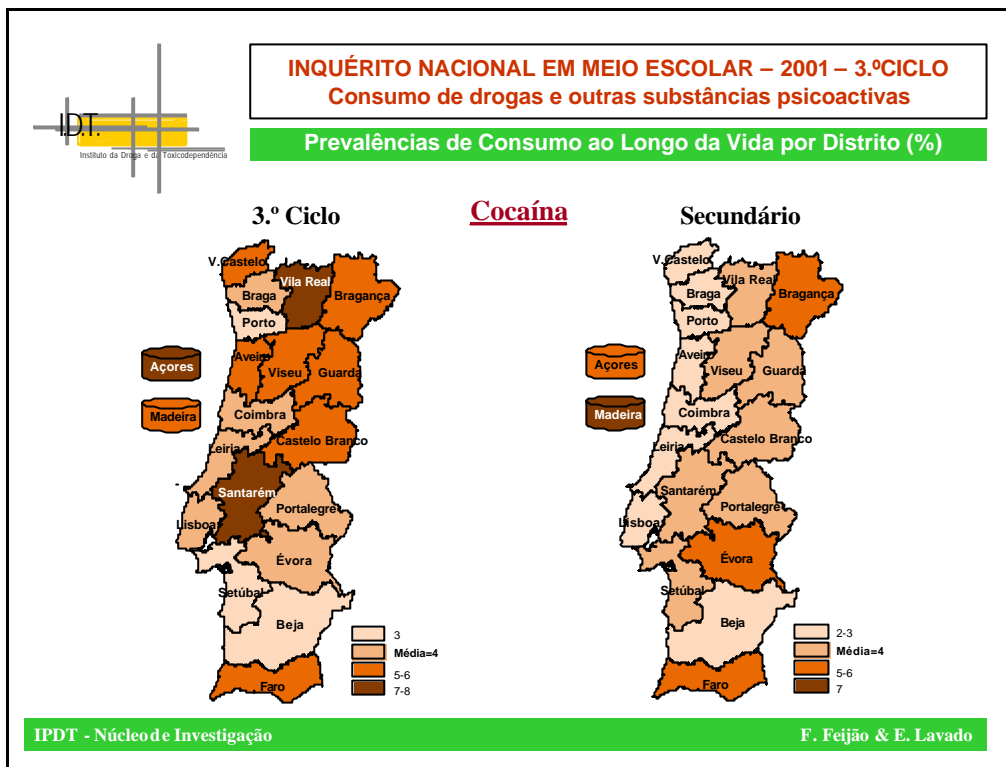 I.D.T.
Instituto da Droga e da Toxicodependência
INQUÉRITO NACIONAL EM MEIO ESCOLAR – 2001 – 3.ºCICLO
Consumo de drogas e outras substâncias psicoactivas
Prevalências de Consumo ao Longo da Vida por Distrito (%)
Cocaína
3.º Ciclo
V.Castelo
Vila Real
Braga
Bragança
Porto
Aveiro
Viseu
Guarda
Açores
Madeira
Coimbra
Castelo Branco
Leiria
Santarém
Portalegre
Lisboa
Évora
Setúbal
Beja
Faro
3
Média=4
5-6
7-8
Secundário
V.Castelo
Vila Real
Braga
Bragança
Porto
Aveiro
Viseu
Guarda
Açores
Madeira
Coimbra
Castelo Branco
Leiria
Santarém
Portalegre
Lisboa
Évora
Setúbal
Beja
Faro
2-3
Média=4
5-6
7
IPDT - Núcleo de Investigação
F. Feijão & E. Lavado